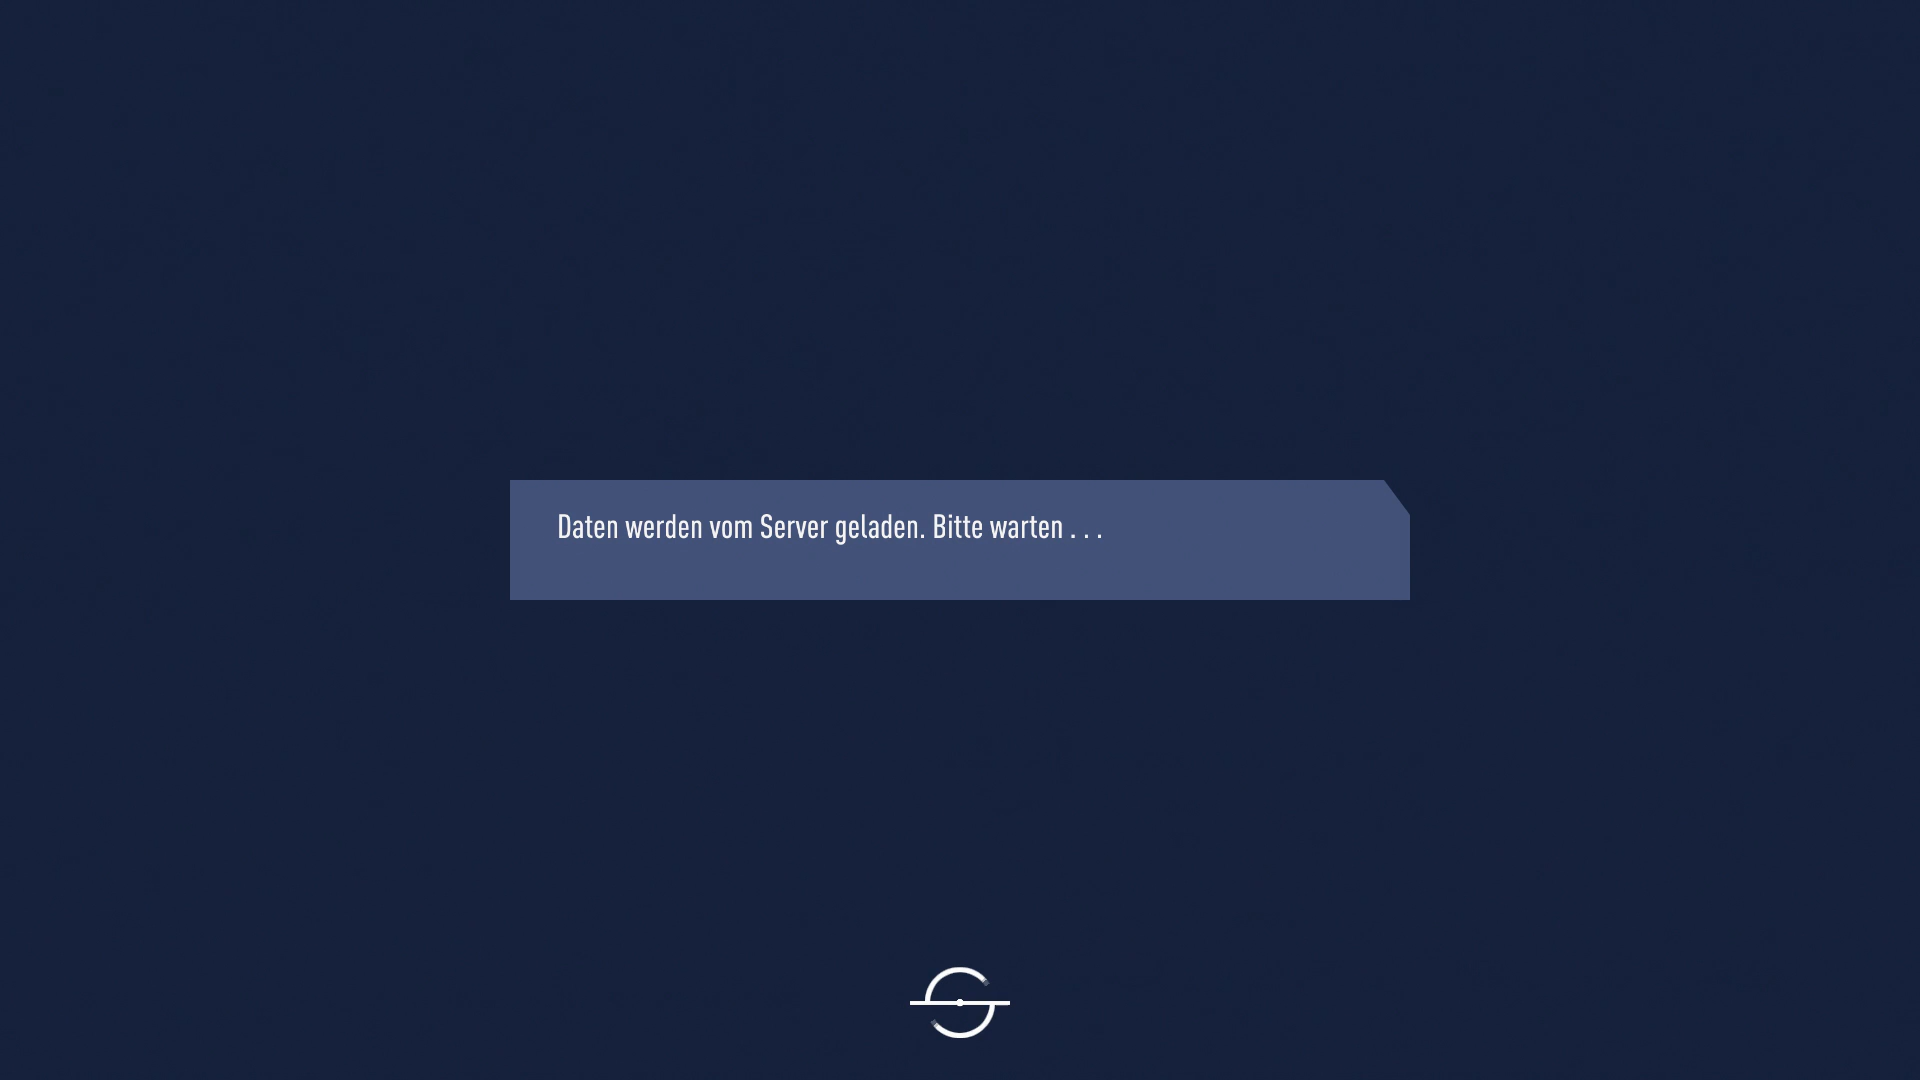 Daten werden vom Server geladen. Bitte warten . . .